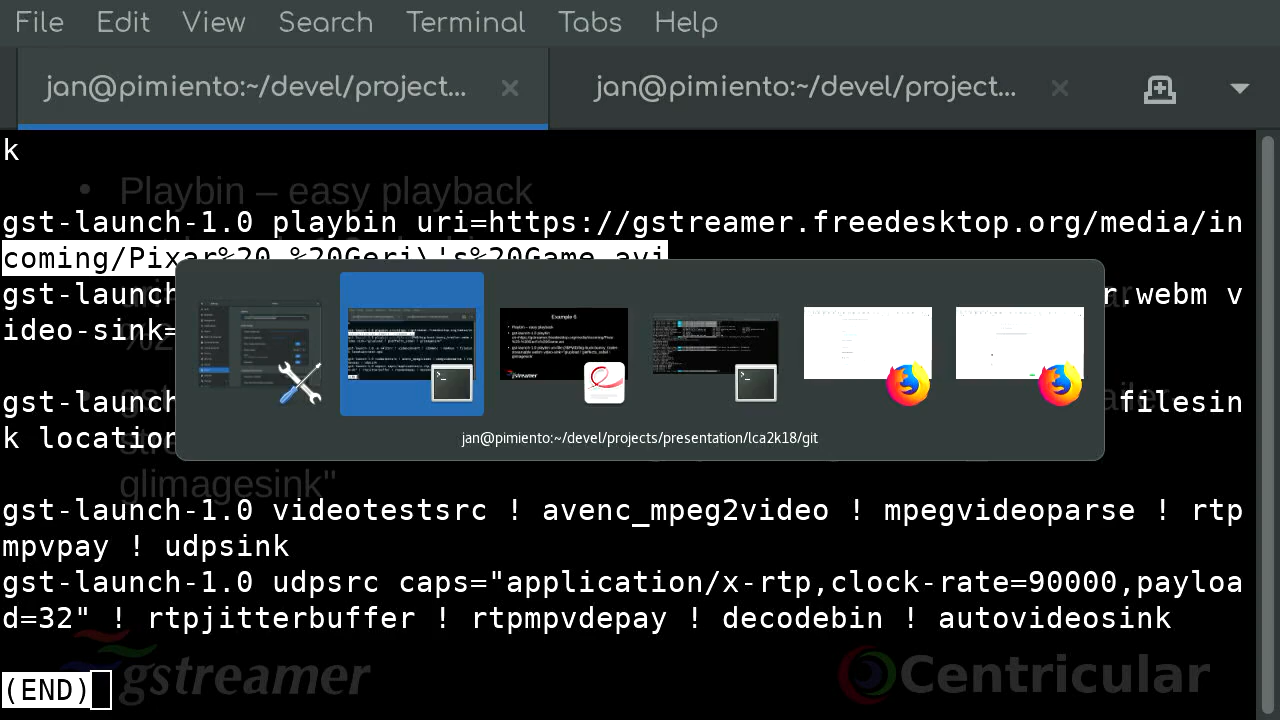 File Edit View Search Terminal Tabs Help
jan@pimiento:~/devel/project... jan@pimiento:~/devel/project...
k
• Playbin – easy playback
gst-launch-1.0 playbin uri=https://gstreamer.freedesktop.org/media/in
coming/Pixar%20-%20Geri\'s%20Game.avi
gst-launch r.webm v
ideo-sink=
Example 6
gst-launch filesin
k location
jan@pimiento:~/devel/projects/presentation/lca2k18/git
glimagesink"
gst-launch-1.0 videotestsrc ! avenc_mpeg2video ! mpegvideoparse ! rtp
mpvpay ! udpsink
gst-launch-1.0 udpsrc caps="application/x-rtp,clock-rate=90000,payloa
d=32" ! rtpjitterbuffer ! rtpmpvdepay ! decodebin ! autovideosink
gstreamer Centricular
(END)